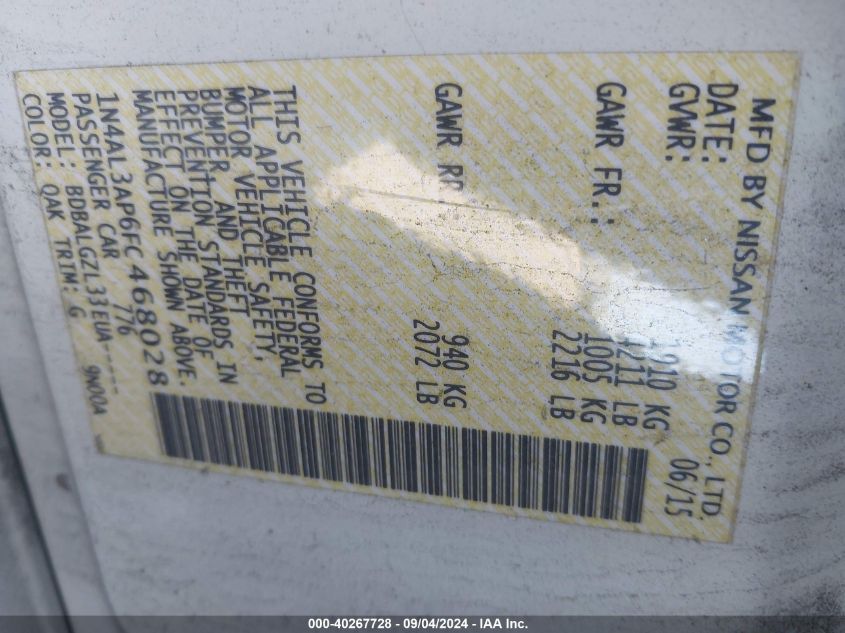 MFD BY NISSAN MOTOR CO., LTD.
DATE: 06/15
GVWR: 1910 KG
4211 LB
GAWR FR.: 1005 KG
2216 LB
GAWR RR. 940 KG
2072 LB
THIS VEHICLE CONFORMS TO
ALL APPLICABLE FEDERAL
MOTOR VEHICLE SAFETY,
BUMPER, AND THEFT
PREVENTION STANDARDS IN
EFFECT ON THE DATE OF
MANUFACTURE SHOWN ABOVE.
1N4AL3AP6FC468028
PASSENGER CAR 776
MODEL: BDBALGZL33EUA----
COLOR: QAK TRIM: G 9N00A
000-40267728 - 09/04/2024 - IAA Inc.